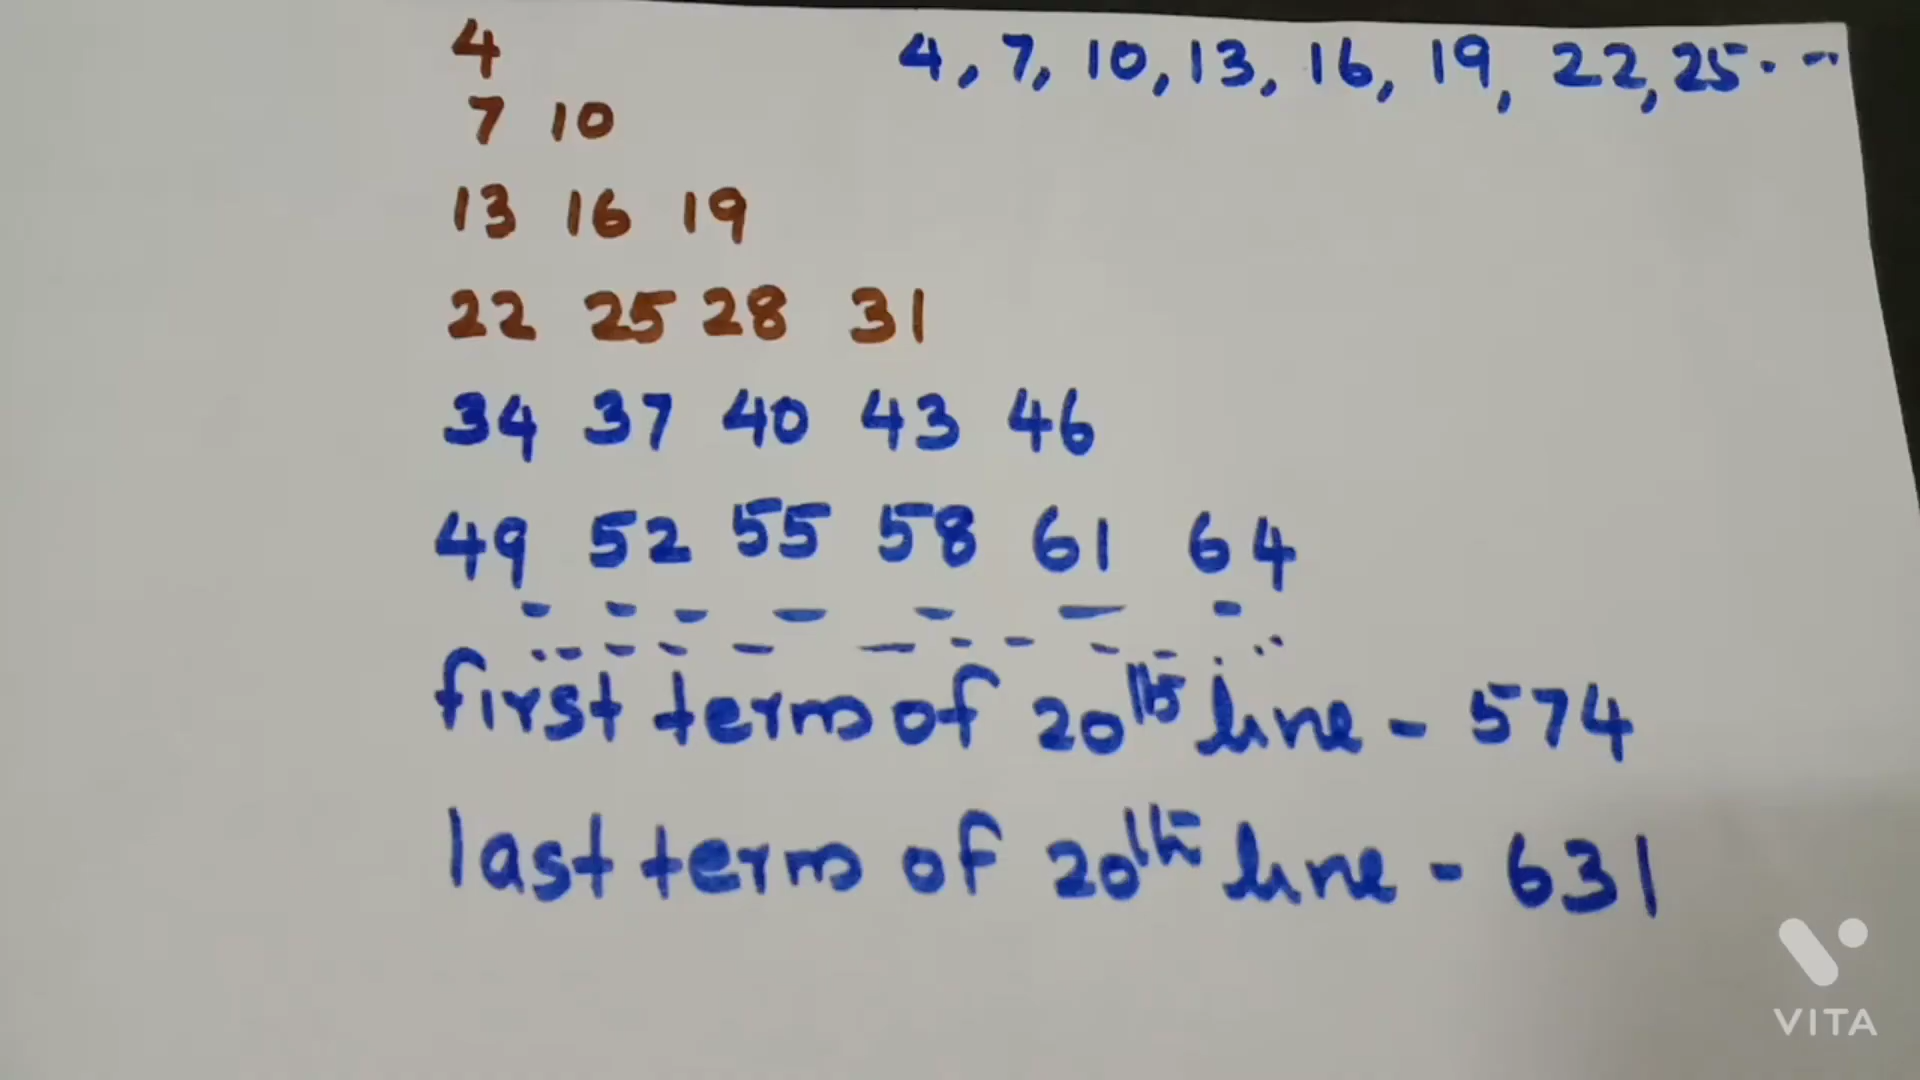 4
4, 7, 10, 13, 16, 19, 22, 25. --
7 10
13 16 19
22 25 28 31
34 37 40 43 46
49 52 55 58 61 64
first term of 20th line - 574
last term of 20th line - 631
VITA